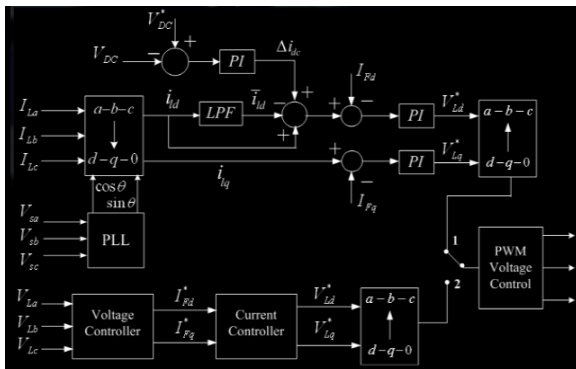 V*DC
VDC
−
+
PI
Δidc
ILa
ILb
ILc
a−b−c
d−q−0
ild
LPF
i̅ld
+
−
+
+
−
IFd
PI
V*Ld
a−b−c
d−q−0
ilq
+
−
IFq
PI
V*Lq
cosθ
sinθ
Vsa
Vsb
Vsc
PLL
1
2
PWM
Voltage
Control
VLa
VLb
VLc
Voltage
Controller
I*Fd
I*Fq
Current
Controller
V*Ld
V*Lq
a−b−c
d−q−0